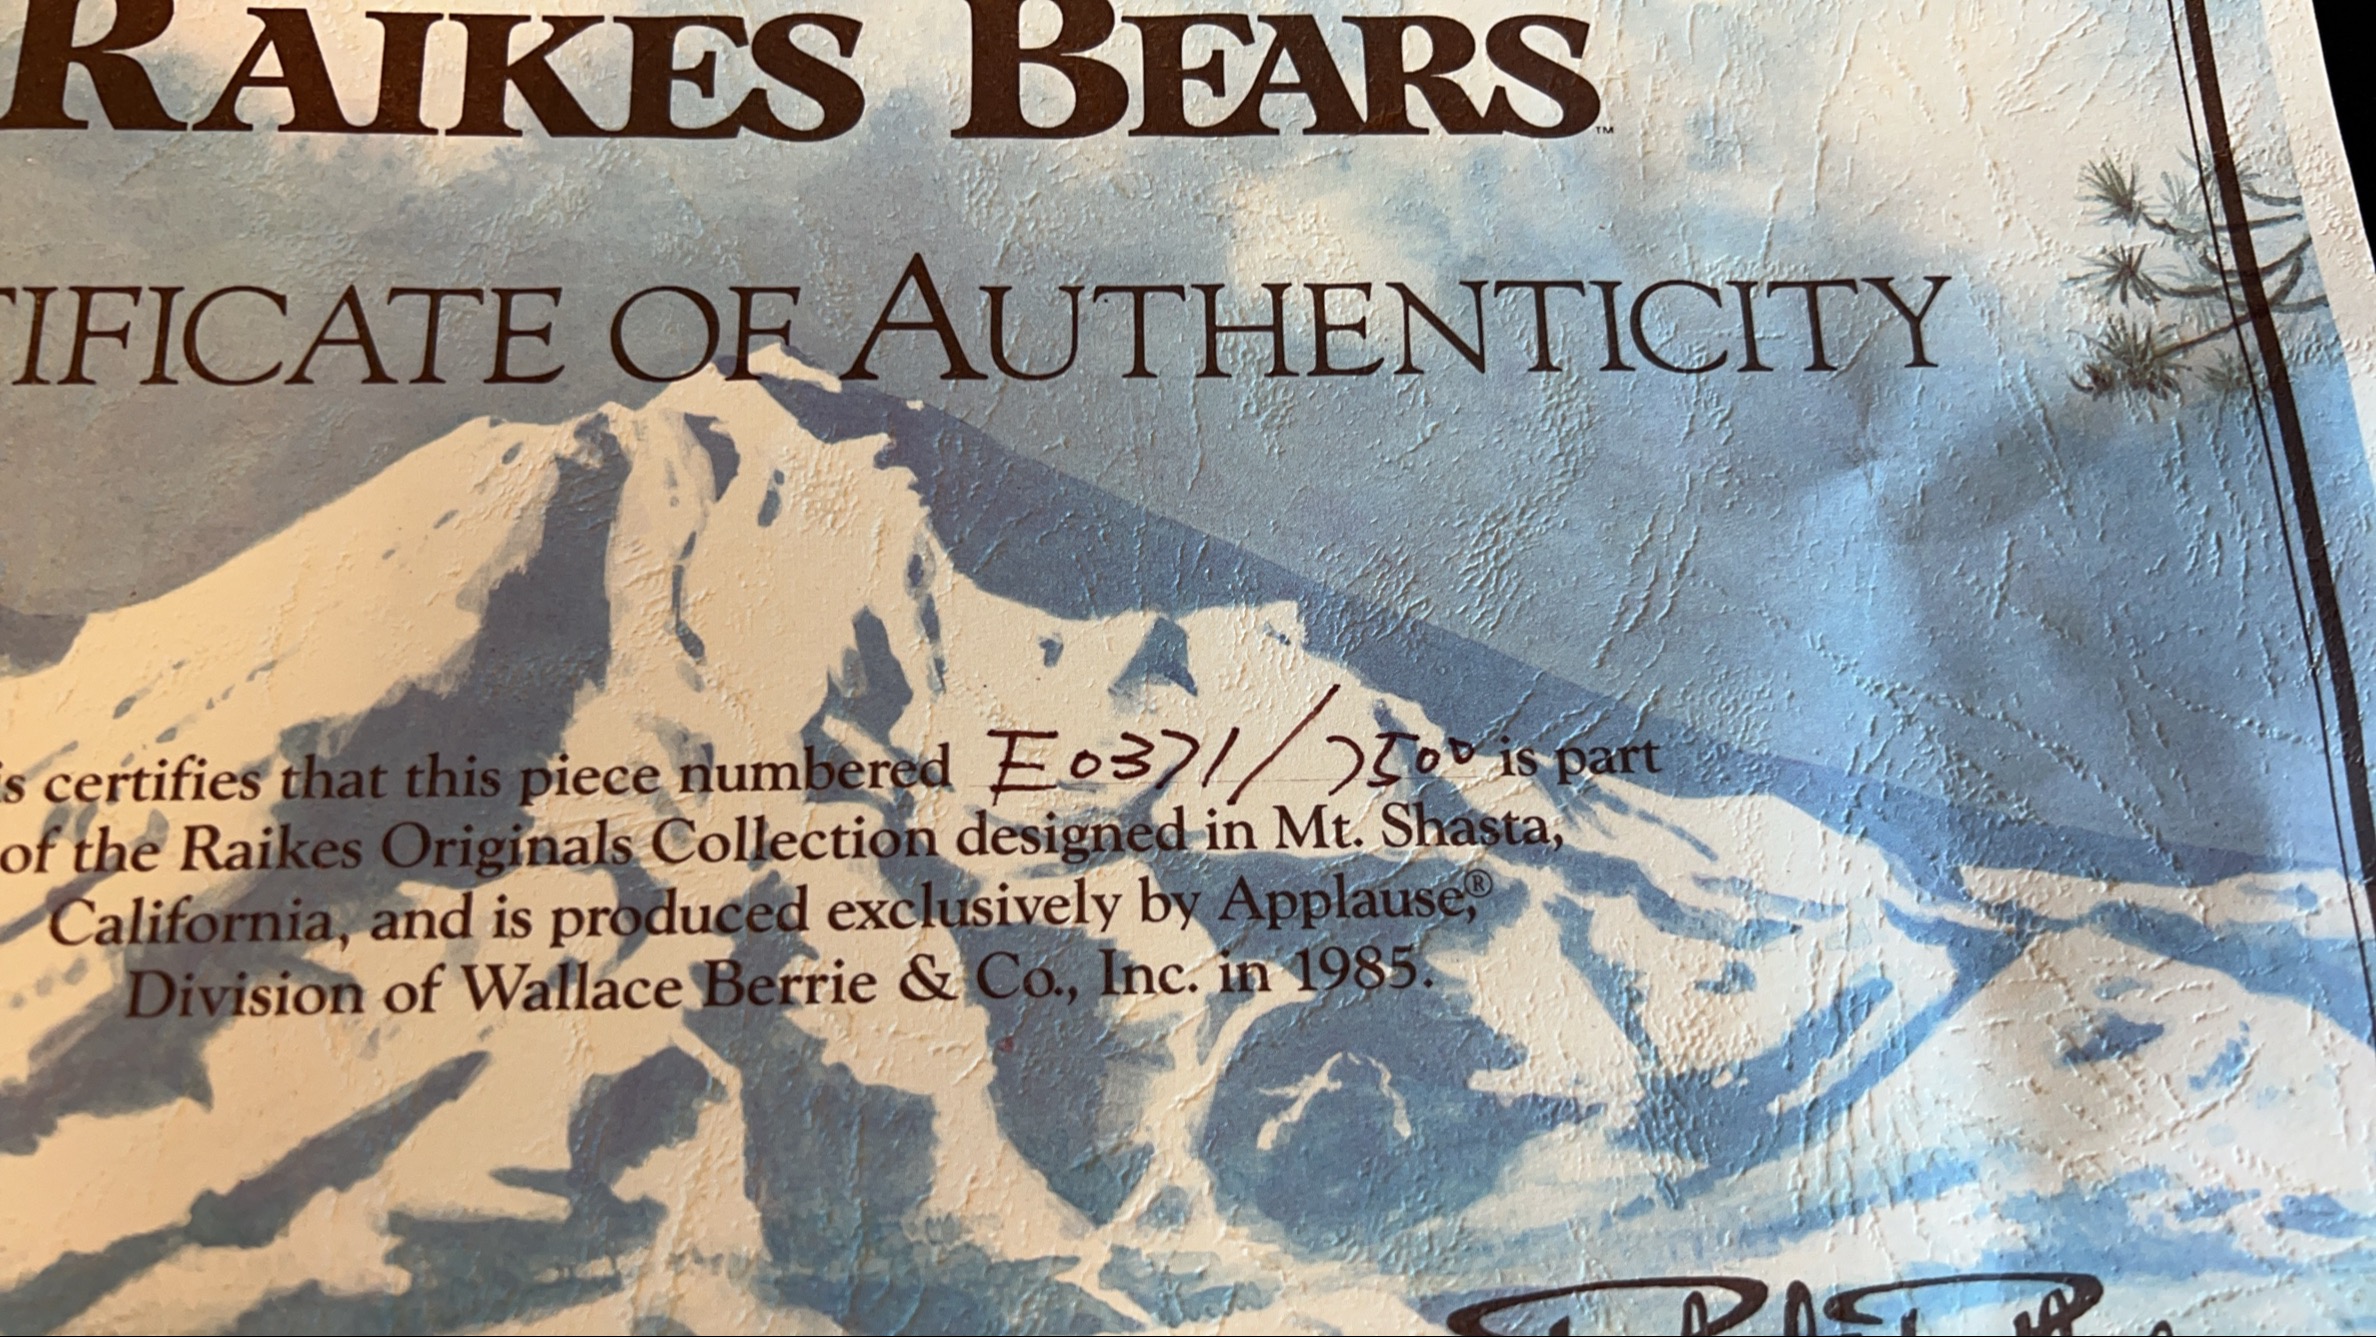 RAIKES BEARS™
TIFICATE OF AUTHENTICITY
s certifies that this piece numbered E0371/7500 is part
of the Raikes Originals Collection designed in Mt. Shasta,
California, and is produced exclusively by Applause,®
Division of Wallace Berrie & Co., Inc. in 1985.